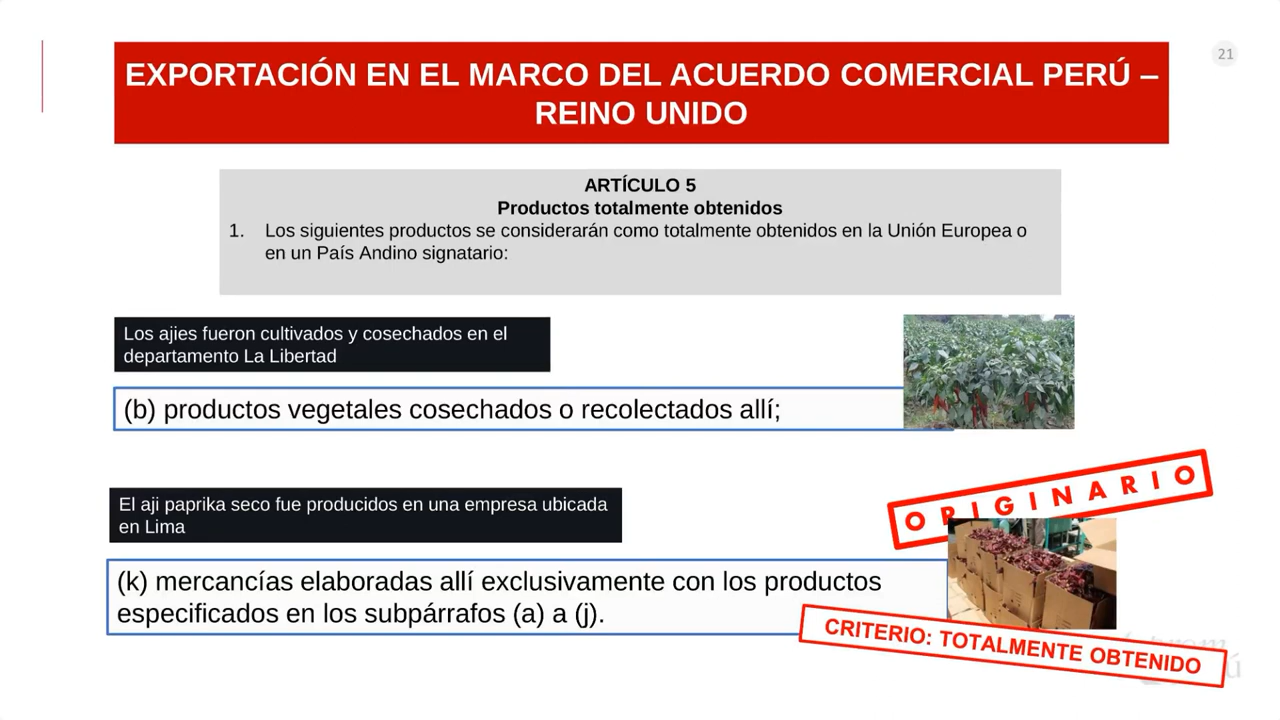 21
EXPORTACIÓN EN EL MARCO DEL ACUERDO COMERCIAL PERÚ –
REINO UNIDO
ARTÍCULO 5
Productos totalmente obtenidos
1. Los siguientes productos se considerarán como totalmente obtenidos en la Unión Europea o
en un País Andino signatario:
Los ajies fueron cultivados y cosechados en el
departamento La Libertad
(b) productos vegetales cosechados o recolectados allí;
El aji paprika seco fue producidos en una empresa ubicada
en Lima
ORIGINARIO
(k) mercancías elaboradas allí exclusivamente con los productos
especificados en los subpárrafos (a) a (j).
CRITERIO: TOTALMENTE OBTENIDO